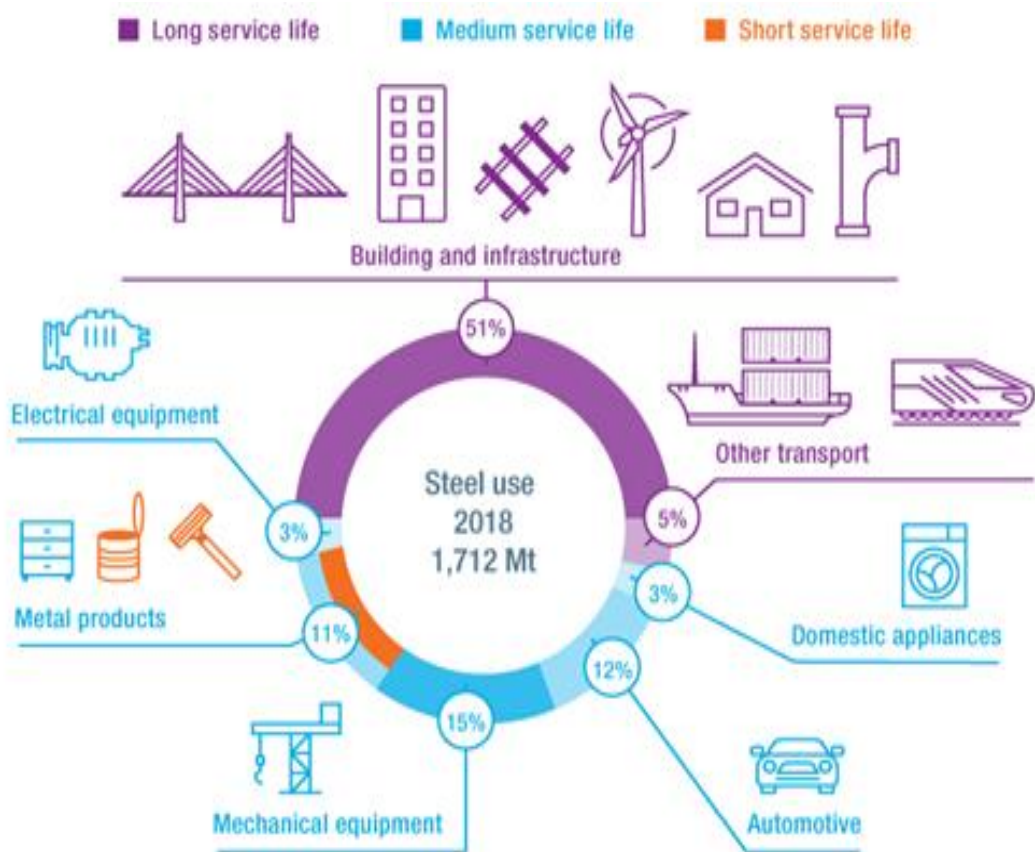 Long service life
Medium service life
Short service life
Building and infrastructure
51%
Electrical equipment
Other transport
Steel use
2018
1,712 Mt
3%
5%
Metal products
11%
3%
Domestic appliances
12%
15%
Mechanical equipment
Automotive